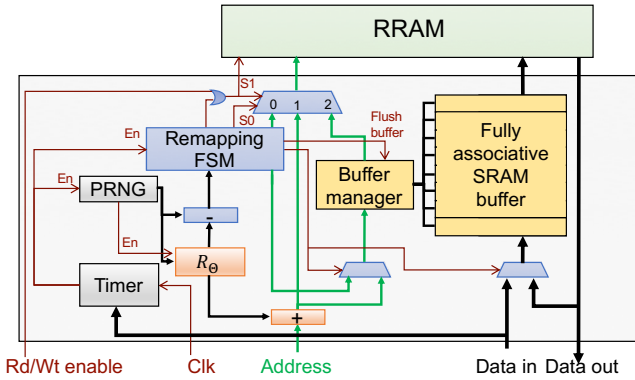 RRAM
S1
0 1 2
S0
Flush
buffer
En
Remapping
FSM
Fully
associative
SRAM
buffer
Buffer
manager
En
PRNG
-
En
R_Θ
Timer
+
Rd/Wt enable
Clk
Address
Data in
Data out